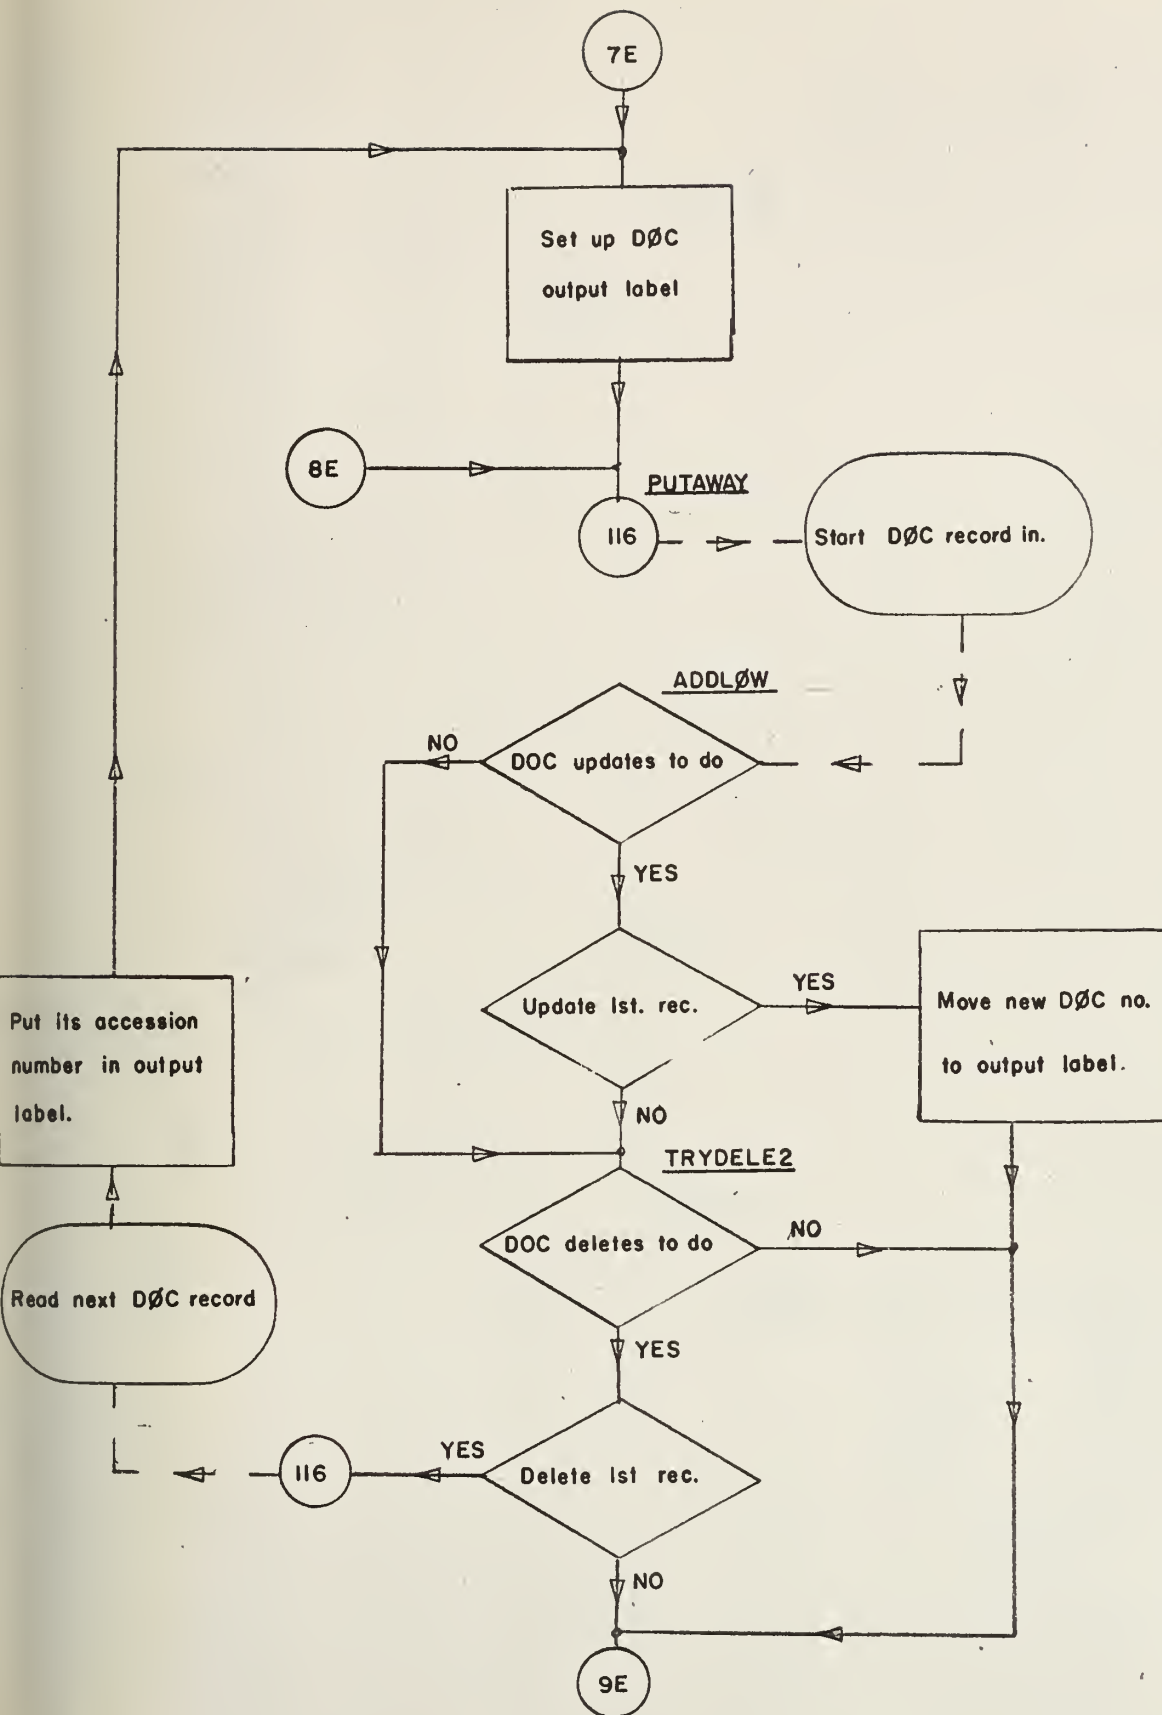 7E
Set up DØC
output label
8E
PUTAWAY
116
Start DØC record in.
ADDLØW
NO
DOC updates to do
YES
Update 1st. rec.
YES
Move new DØC no.
to output label.
Put its accession
number in output
label.
NO
TRYDELE2
DOC deletes to do
NO
Read next DØC record
YES
YES
116
Delete 1st rec.
NO
9E